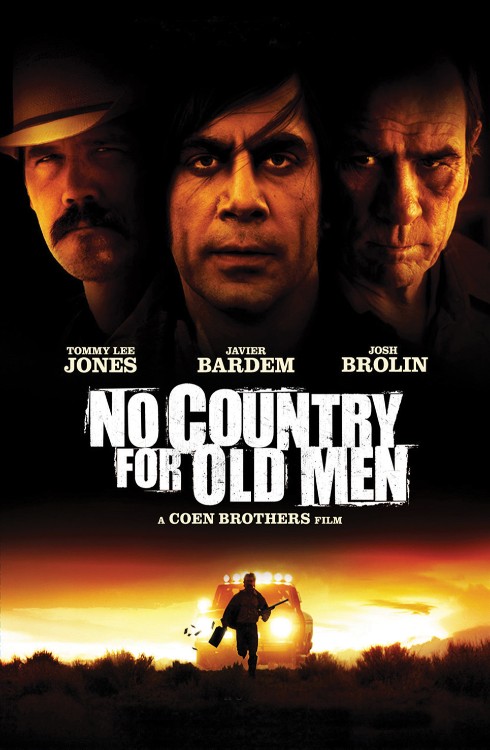 TOMMY LEE JONES
JAVIER BARDEM
JOSH BROLIN
NO COUNTRY
FOR OLD MEN
A COEN BROTHERS FILM